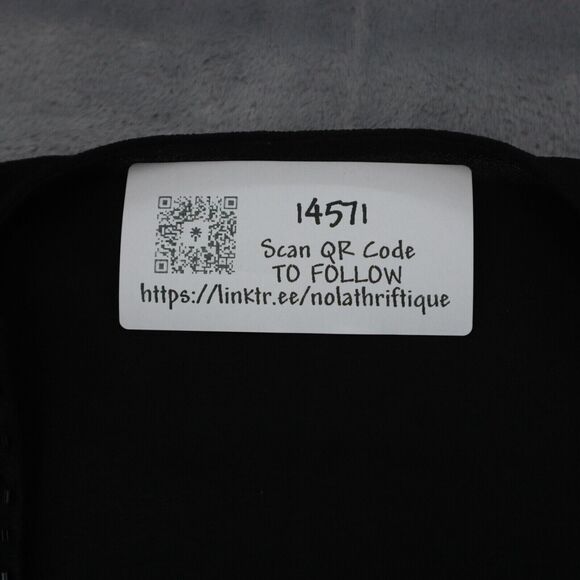 14571
Scan QR Code
TO FOLLOW
https://linktr.ee/nolathriftique